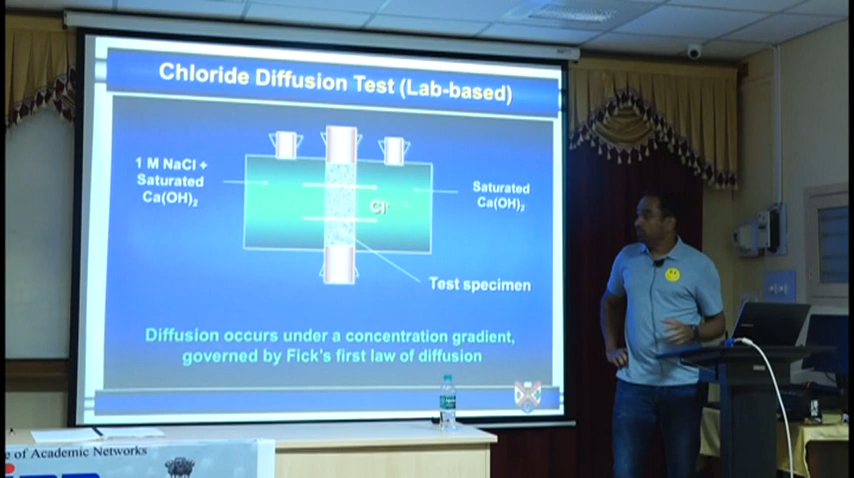 Chloride Diffusion Test (Lab-based)
1 M NaCl +
Saturated
Ca(OH)₂
Cl⁻
Saturated
Ca(OH)₂
Test specimen
Diffusion occurs under a concentration gradient,
governed by Fick's first law of diffusion
e of Academic Networks